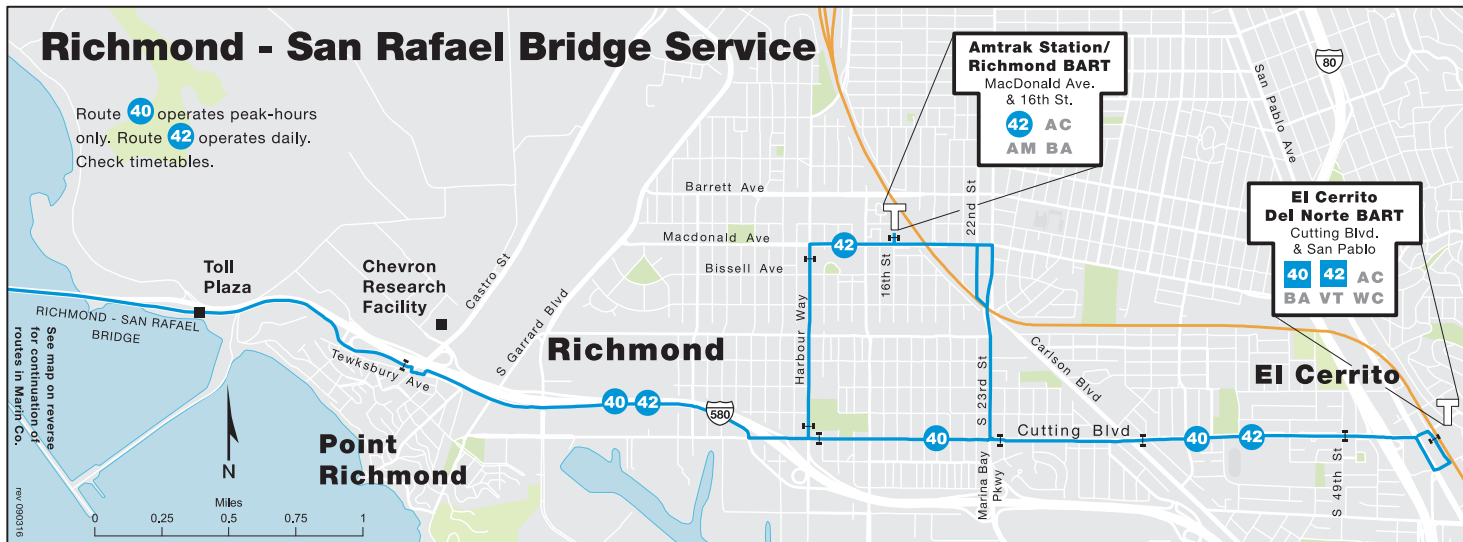 Richmond - San Rafael Bridge Service
Route 40 operates peak-hours
only. Route 42 operates daily.
Check timetables.
Amtrak Station/
Richmond BART
MacDonald Ave.
& 16th St.
42 AC
AM BA
80
San Pablo Ave
El Cerrito
Del Norte BART
Cutting Blvd.
& San Pablo
40 42 AC
BA VT WC
Barrett Ave
22nd St
Macdonald Ave
42
Bissell Ave
16th St
Toll
Plaza
Chevron
Research
Facility
Castro St
S Garrard Blvd
RICHMOND - SAN RAFAEL
BRIDGE
Tewksbury Ave
Richmond
Harbour Way
S 23rd St
Carlson Blvd
El Cerrito
See map on reverse
for continuation of
routes in Marin Co.
40 42
580
40
Cutting Blvd
40 42
Point
Richmond
Marina Bay
Pkwy
S 49th St
N
Miles
0 0.25 0.5 0.75 1
rev 090316
T
T